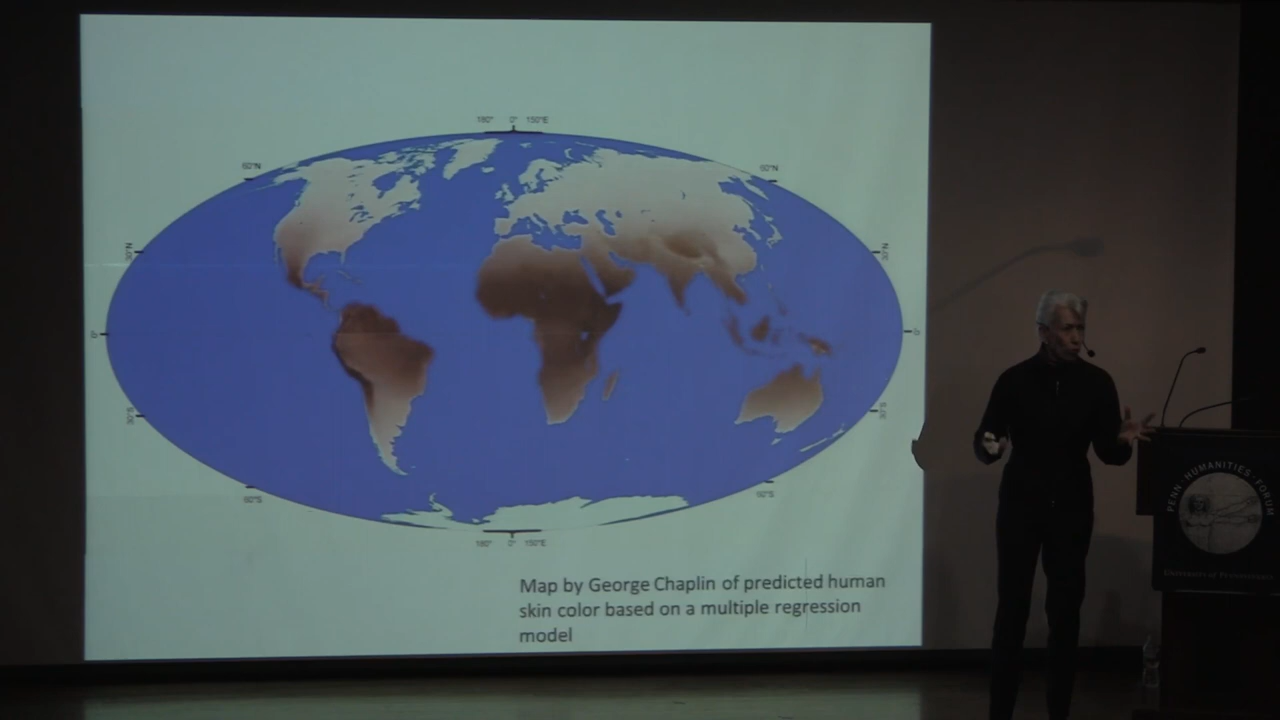 180° 0° 150°E
60°N
60°N
30°N
30°N
0°
0°
30°S
30°S
60°S
60°S
180° 0° 150°E
Map by George Chaplin of predicted human
skin color based on a multiple regression
model
PENN · HUMANITIES · FORUM
University of Pennsylvania